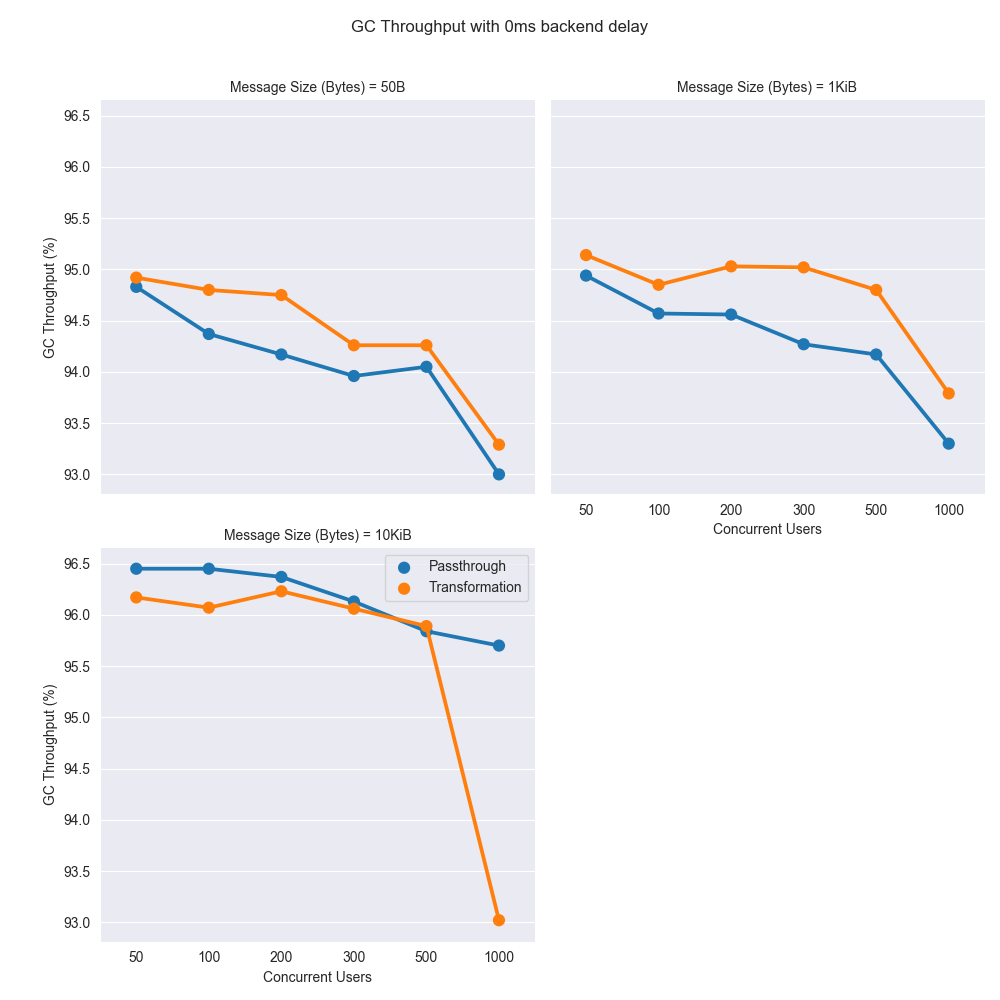 GC Throughput with 0ms backend delay
Message Size (Bytes) = 50B
96.5
96.0
95.5
95.0
94.5
94.0
93.5
93.0
GC Throughput (%)
Message Size (Bytes) = 1KiB
50 100 200 300 500 1000
Concurrent Users
Message Size (Bytes) = 10KiB
96.5
96.0
95.5
95.0
94.5
94.0
93.5
93.0
GC Throughput (%)
Passthrough
Transformation
50 100 200 300 500 1000
Concurrent Users